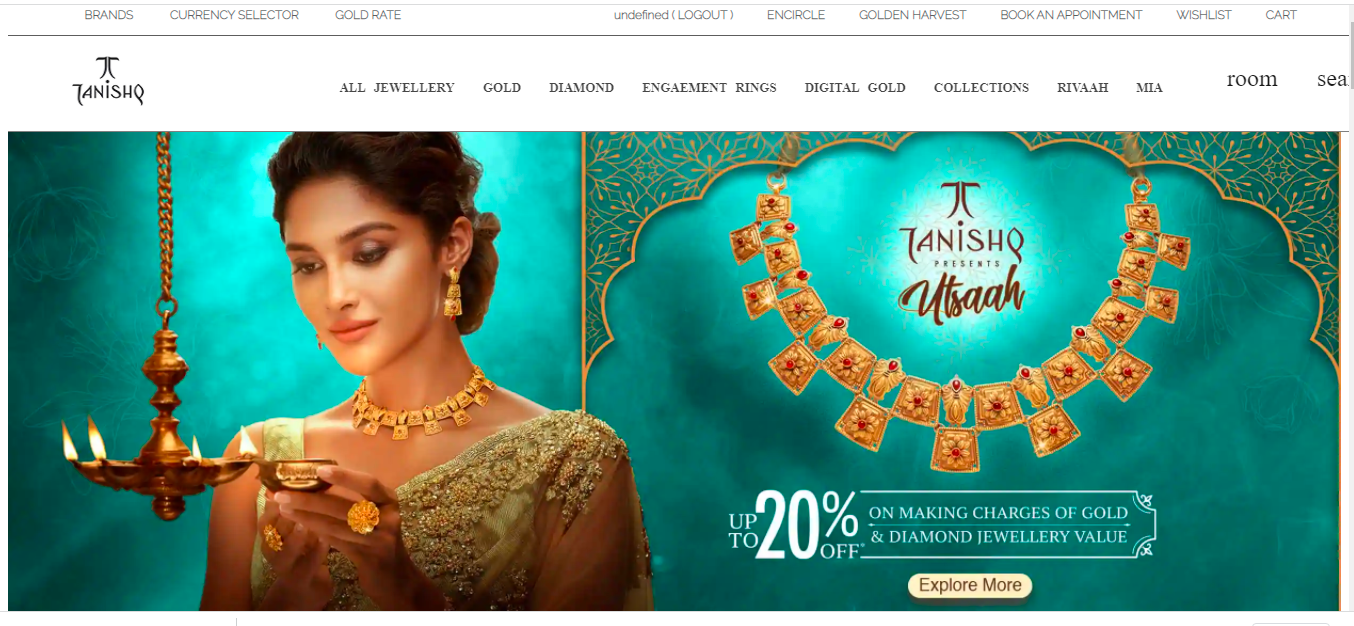 BRANDS CURRENCY SELECTOR GOLD RATE undefined ( LOGOUT ) ENCIRCLE GOLDEN HARVEST BOOK AN APPOINTMENT WISHLIST CART
TANISHQ ALL JEWELLERY GOLD DIAMOND ENGAEMENT RINGS DIGITAL GOLD COLLECTIONS RIVAAH MIA room sea
TANISHQ
PRESENTS
Utsaah
UP TO 20% OFF*
ON MAKING CHARGES OF GOLD
& DIAMOND JEWELLERY VALUE
Explore More